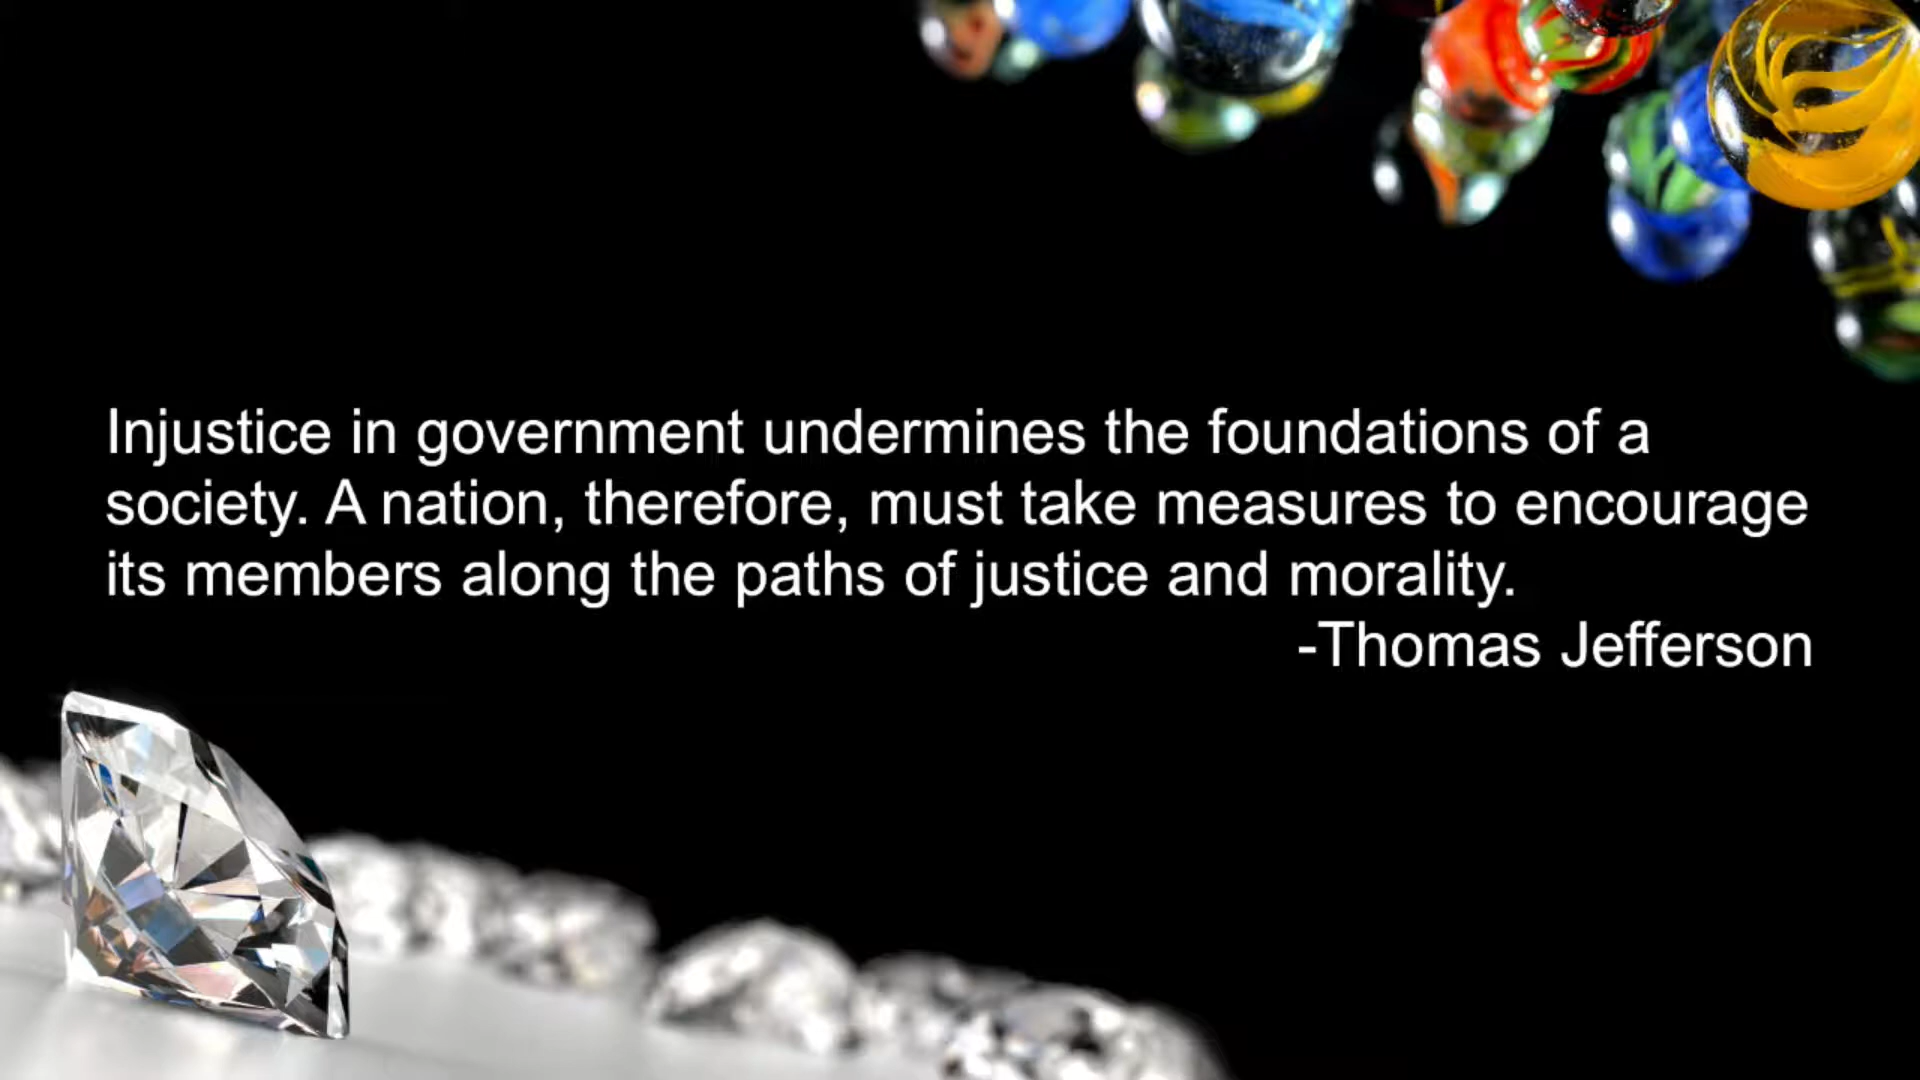 Injustice in government undermines the foundations of a
society. A nation, therefore, must take measures to encourage
its members along the paths of justice and morality.
-Thomas Jefferson